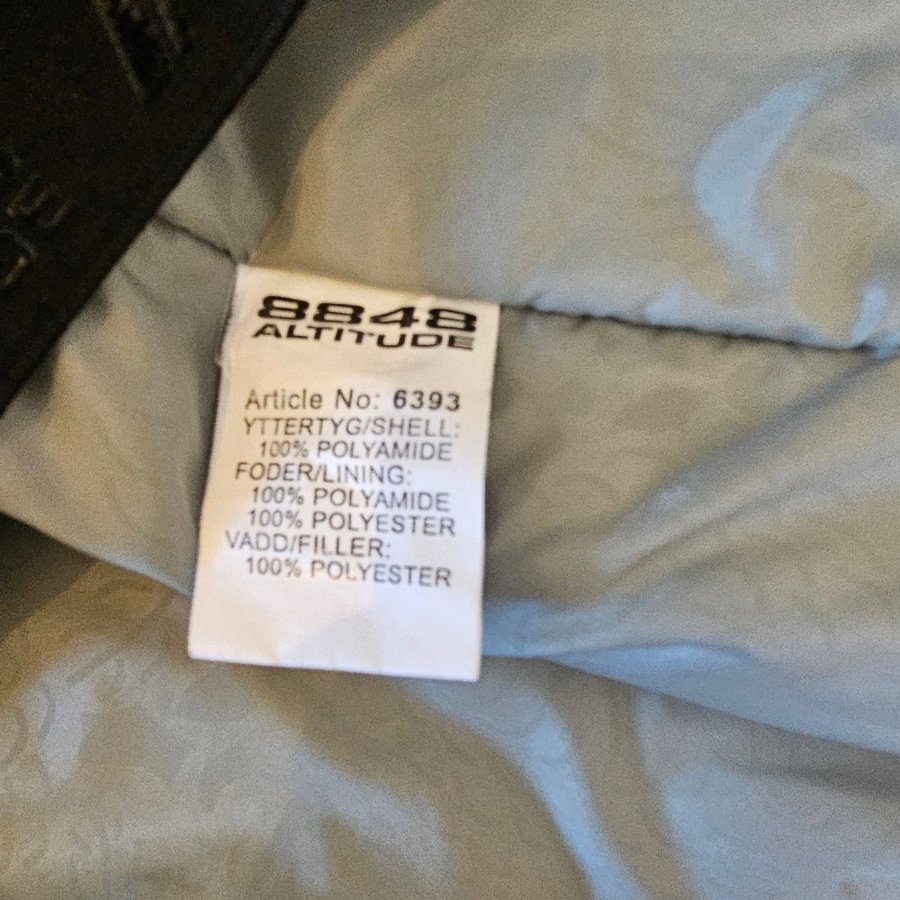 8848
ALTITUDE
Article No: 6393
YTTERTYG/SHELL:
100% POLYAMIDE
FODER/LINING:
100% POLYAMIDE
100% POLYESTER
VADD/FILLER:
100% POLYESTER